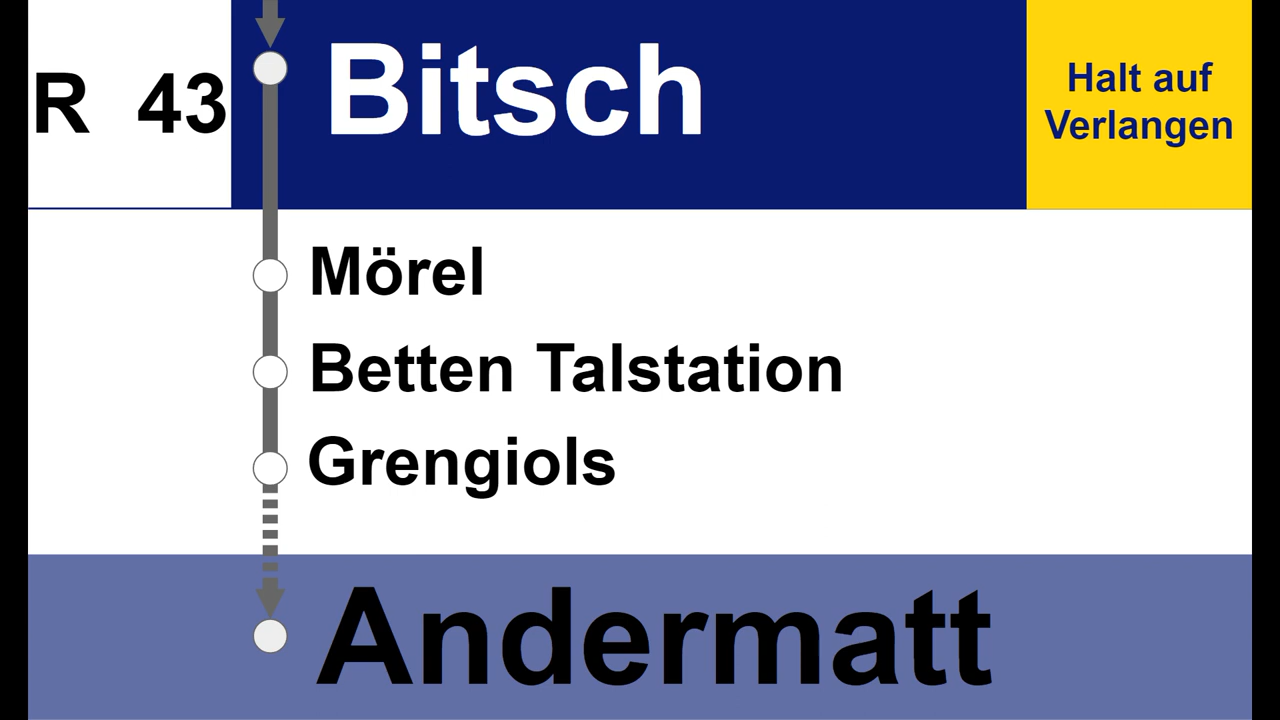 R 43
Bitsch
Halt auf
Verlangen
Mörel
Betten Talstation
Grengiols
Andermatt